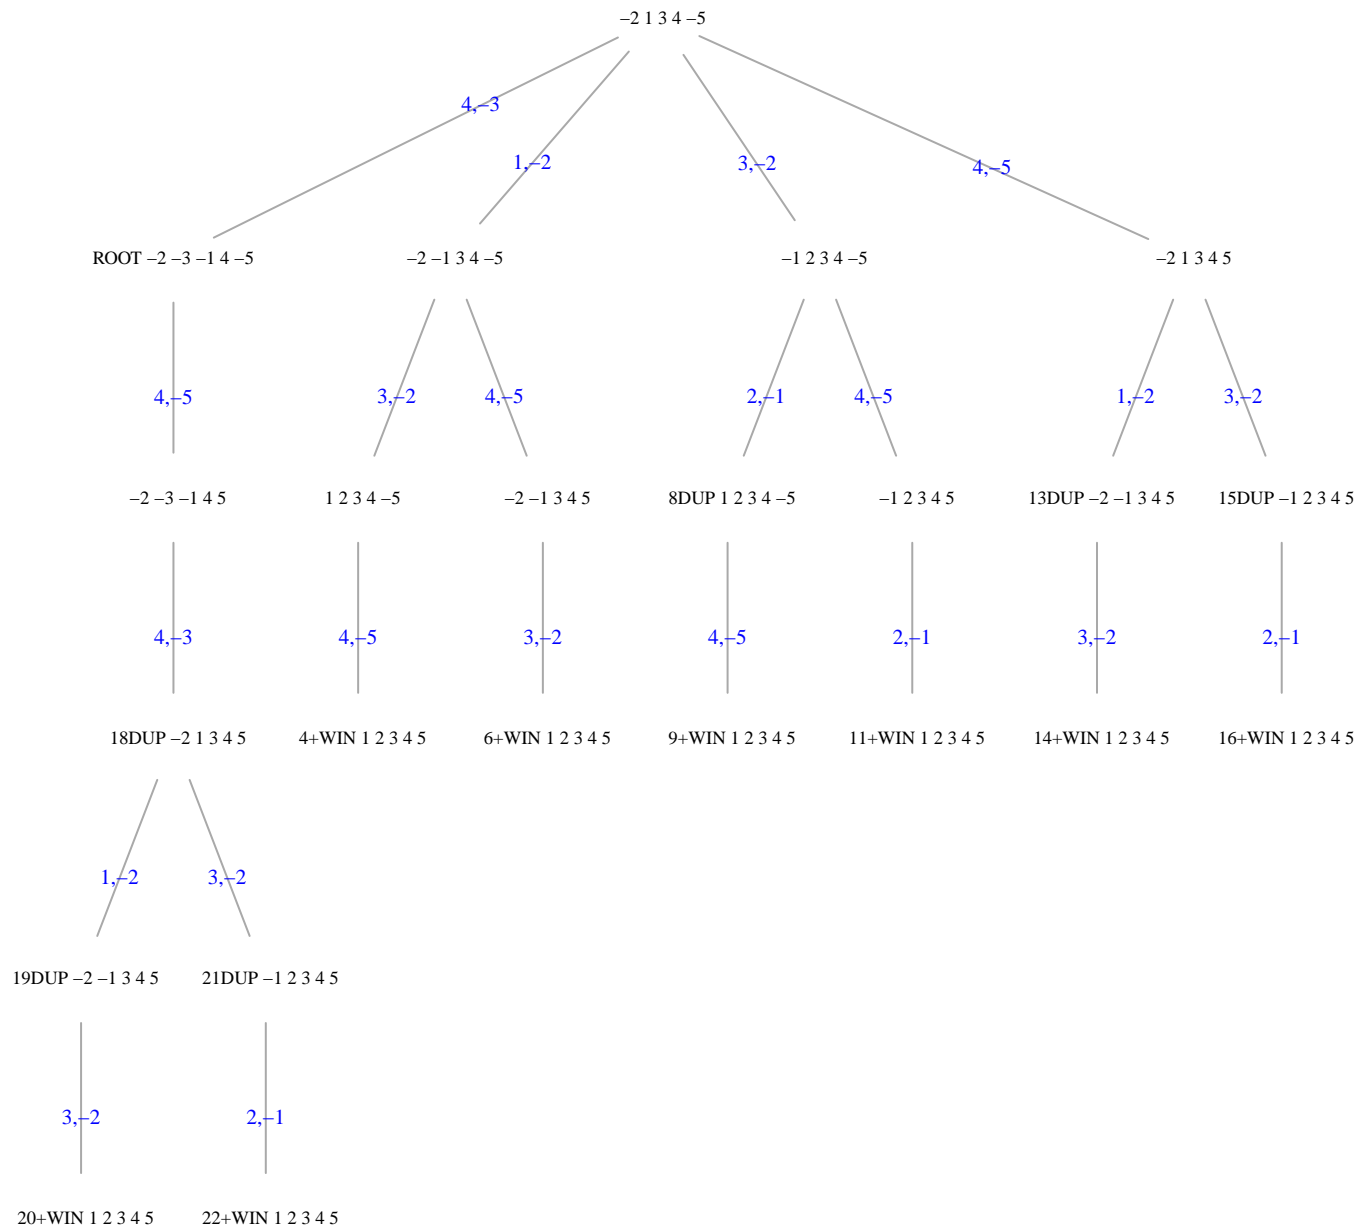 –2 1 3 4 –5
4,–3
1,–2
3,–2
4,–5
ROOT –2 –3 –1 4 –5
–2 –1 3 4 –5
–1 2 3 4 –5
–2 1 3 4 5
4,–5
3,–2
4,–5
2,–1
4,–5
1,–2
3,–2
–2 –3 –1 4 5
1 2 3 4 –5
–2 –1 3 4 5
8DUP 1 2 3 4 –5
–1 2 3 4 5
13DUP –2 –1 3 4 5
15DUP –1 2 3 4 5
4,–3
4,–5
3,–2
4,–5
2,–1
3,–2
2,–1
18DUP –2 1 3 4 5
4+WIN 1 2 3 4 5
6+WIN 1 2 3 4 5
9+WIN 1 2 3 4 5
11+WIN 1 2 3 4 5
14+WIN 1 2 3 4 5
16+WIN 1 2 3 4 5
1,–2
3,–2
19DUP –2 –1 3 4 5
21DUP –1 2 3 4 5
3,–2
2,–1
20+WIN 1 2 3 4 5
22+WIN 1 2 3 4 5